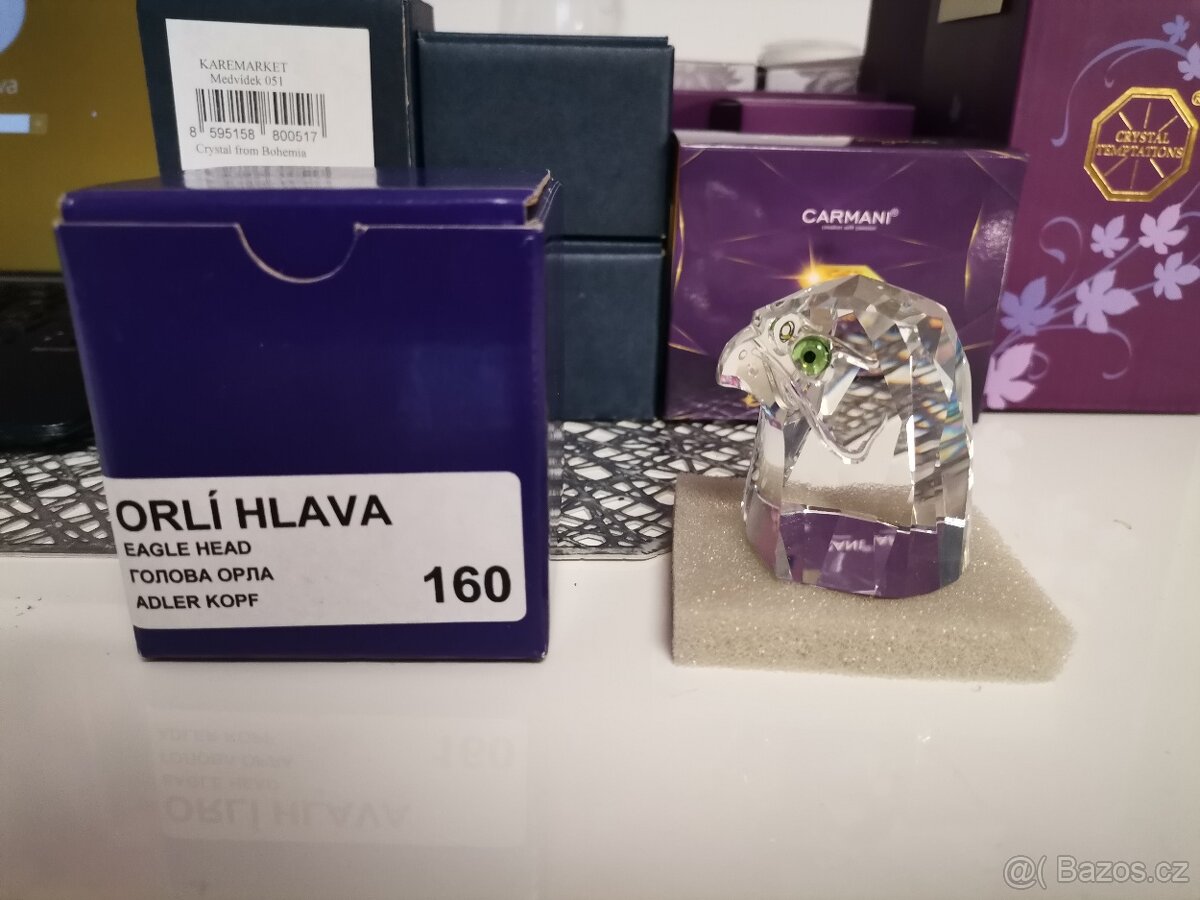 KAREMARKET
Medvídek 051
8 595158 800517
Crystal from Bohemia
CARMANI®
CRYSTAL
TEMPTATIONS
ORLÍ HLAVA
EAGLE HEAD
ГОЛОВА ОРЛА
ADLER KOPF
160
@( Bazos.cz